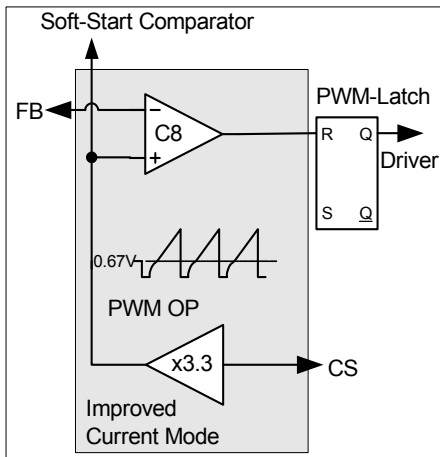 Soft-Start Comparator
FB
PWM-Latch
C8
R Q
Driver
S Q
0.67V
PWM OP
x3.3
CS
Improved
Current Mode